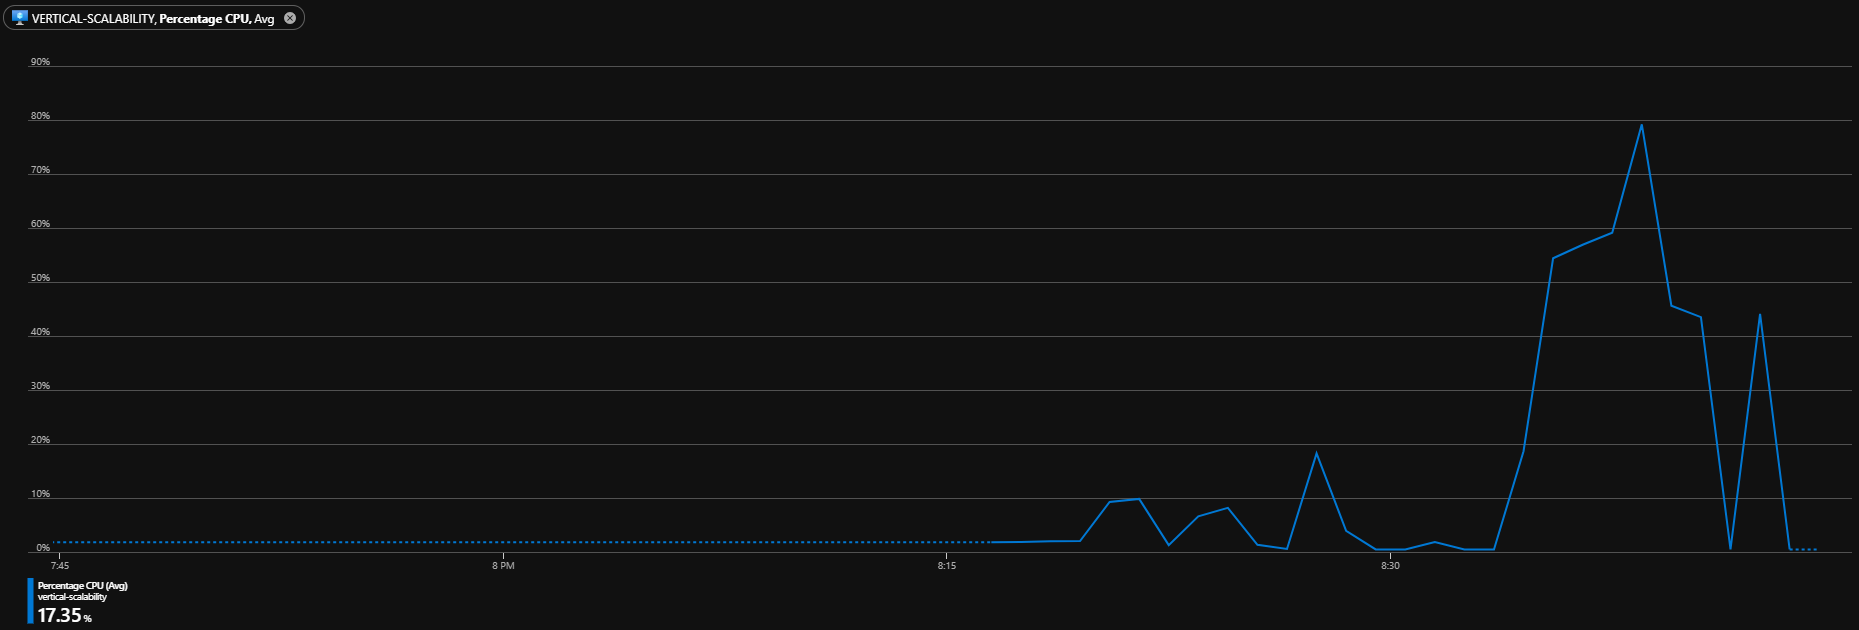 VERTICAL-SCALABILITY, Percentage CPU, Avg
90%
80%
70%
60%
50%
40%
30%
20%
10%
0%
7:45 8 PM 8:15 8:30
Percentage CPU (Avg)
vertical-scalability
17.35 %